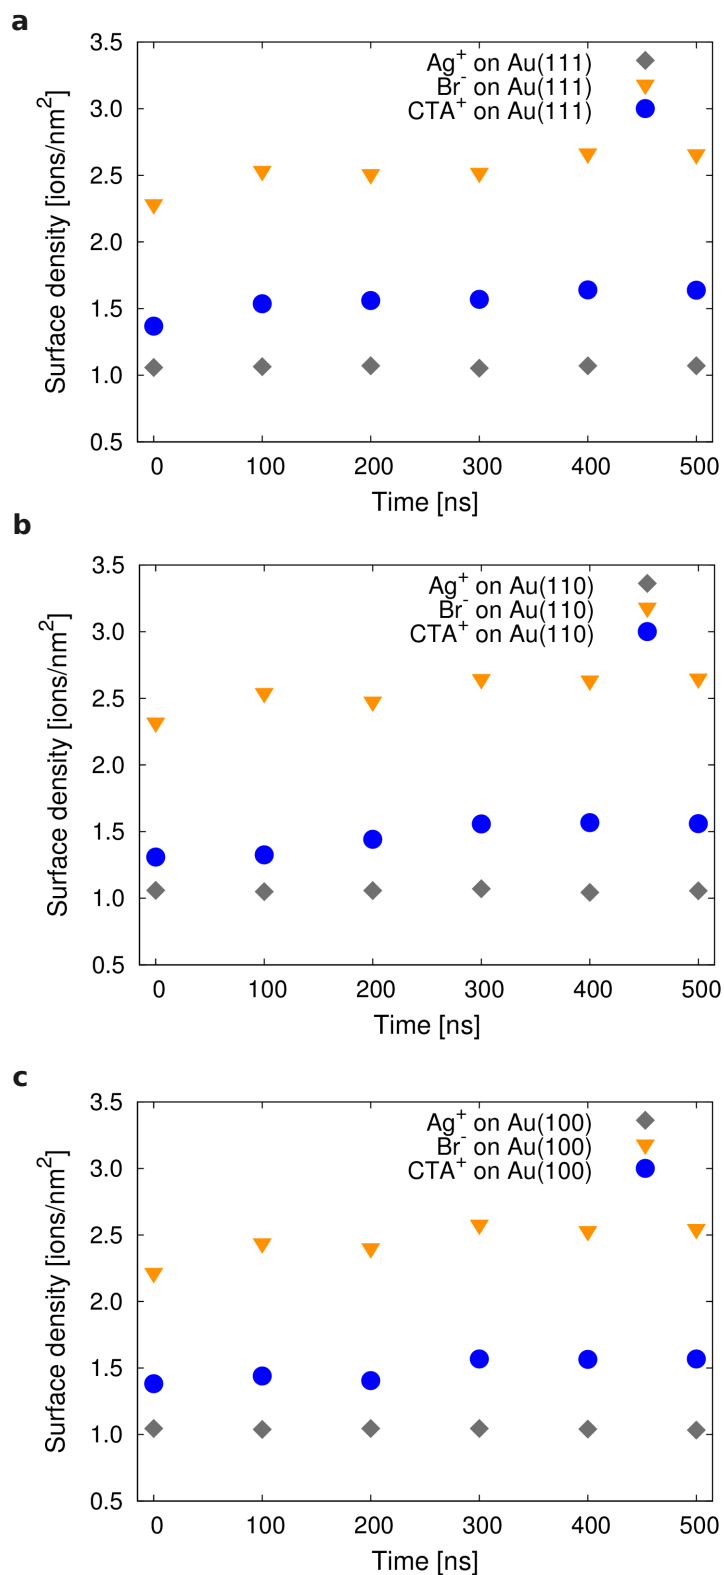 a
3.5
3.0
2.5
2.0
1.5
1.0
0.5
Surface density [ions/nm²]
Ag⁺ on Au(111)
Br⁻ on Au(111)
CTA⁺ on Au(111)
0 100 200 300 400 500
Time [ns]
b
3.5
3.0
2.5
2.0
1.5
1.0
0.5
Surface density [ions/nm²]
Ag⁺ on Au(110)
Br⁻ on Au(110)
CTA⁺ on Au(110)
0 100 200 300 400 500
Time [ns]
c
3.5
3.0
2.5
2.0
1.5
1.0
0.5
Surface density [ions/nm²]
Ag⁺ on Au(100)
Br⁻ on Au(100)
CTA⁺ on Au(100)
0 100 200 300 400 500
Time [ns]